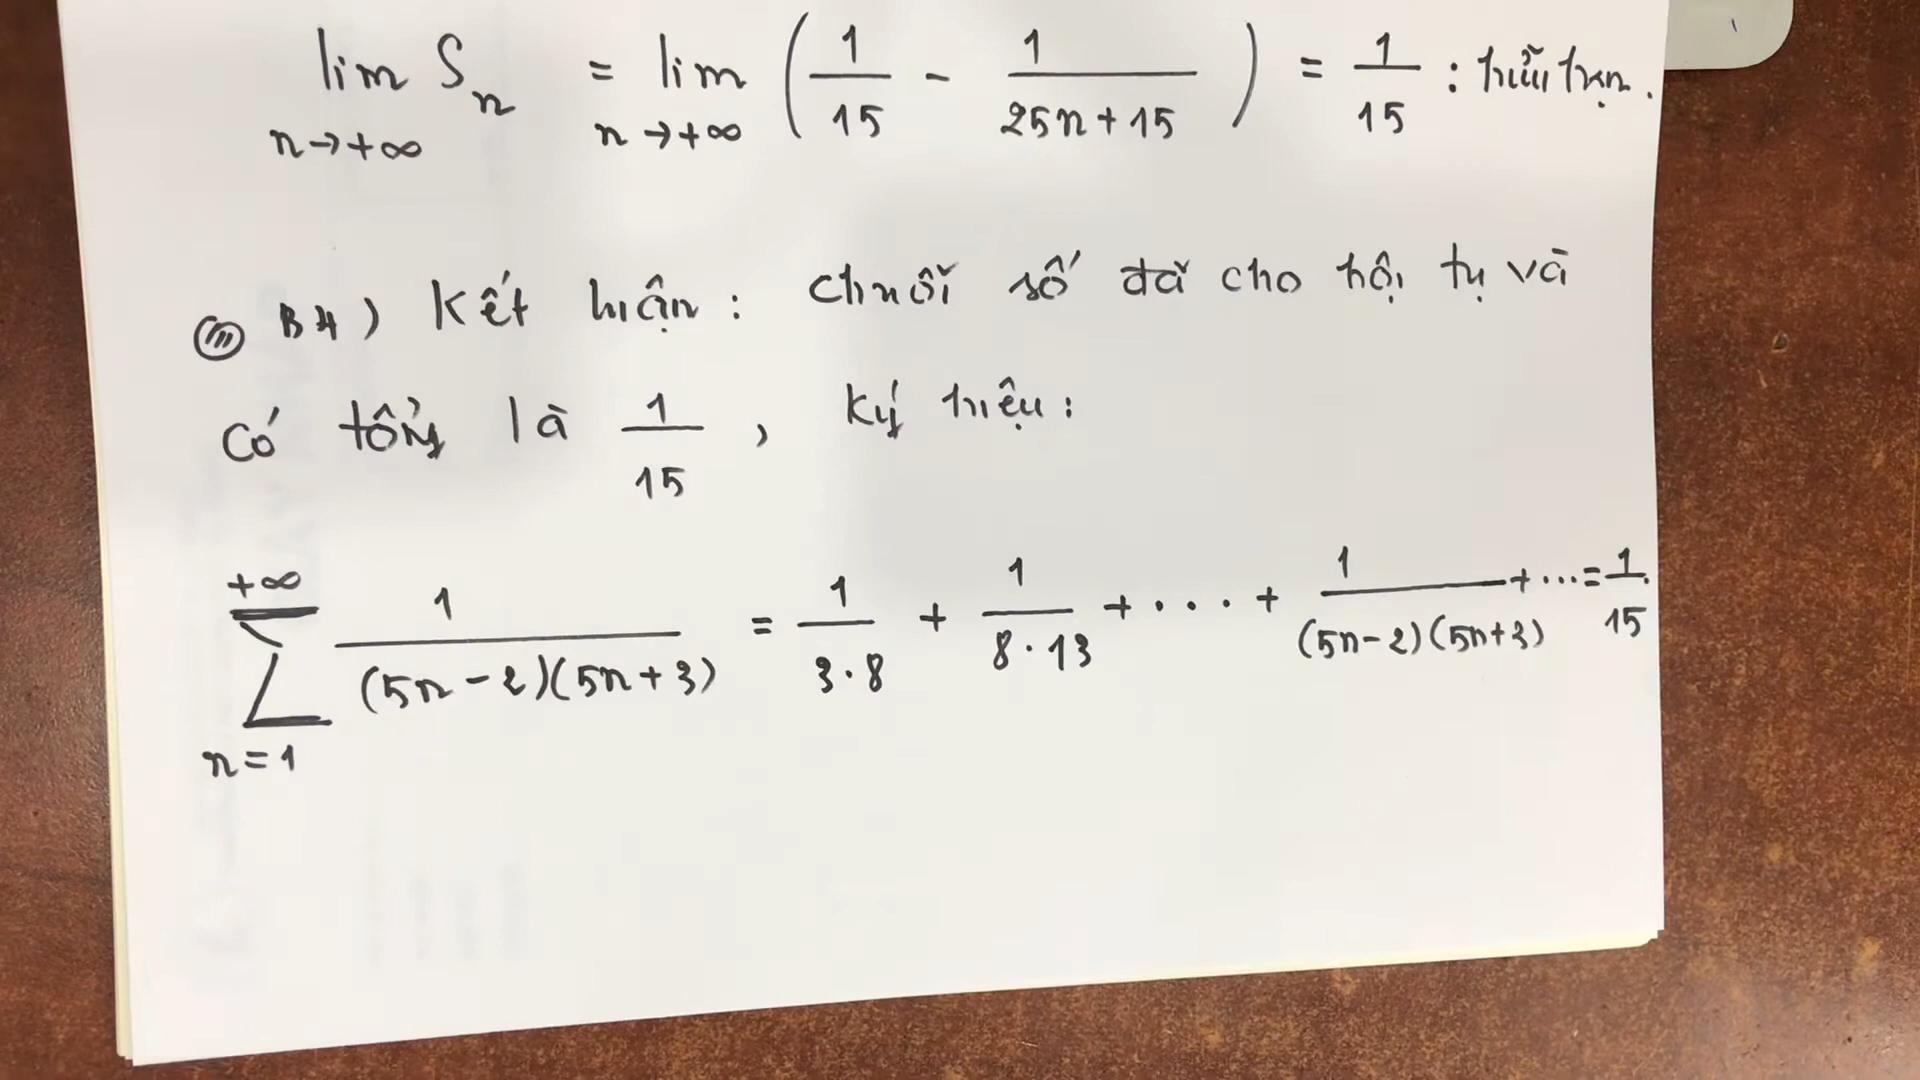 lim S_n = lim ( 1/15 - 1/(25n+15) ) = 1/15 : hữu hạn.
n→+∞ n→+∞
B4) Kết luận: chuỗi số đã cho hội tụ và
có tổng là 1/15 , ký hiệu:
+∞
∑ 1/((5n-2)(5n+3)) = 1/(3·8) + 1/(8·13) + ... + 1/((5n-2)(5n+3)) + ... = 1/15.
n=1